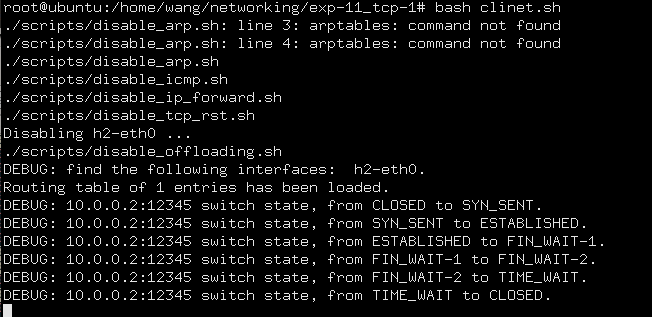 root@ubuntu:/home/wang/networking/exp-11_tcp-1# bash clinet.sh
./scripts/disable_arp.sh: line 3: arptables: command not found
./scripts/disable_arp.sh: line 4: arptables: command not found
./scripts/disable_arp.sh
./scripts/disable_icmp.sh
./scripts/disable_ip_forward.sh
./scripts/disable_tcp_rst.sh
Disabling h2-eth0 ...
./scripts/disable_offloading.sh
DEBUG: find the following interfaces:  h2-eth0.
Routing table of 1 entries has been loaded.
DEBUG: 10.0.0.2:12345 switch state, from CLOSED to SYN_SENT.
DEBUG: 10.0.0.2:12345 switch state, from SYN_SENT to ESTABLISHED.
DEBUG: 10.0.0.2:12345 switch state, from ESTABLISHED to FIN_WAIT-1.
DEBUG: 10.0.0.2:12345 switch state, from FIN_WAIT-1 to FIN_WAIT-2.
DEBUG: 10.0.0.2:12345 switch state, from FIN_WAIT-2 to TIME_WAIT.
DEBUG: 10.0.0.2:12345 switch state, from TIME_WAIT to CLOSED.